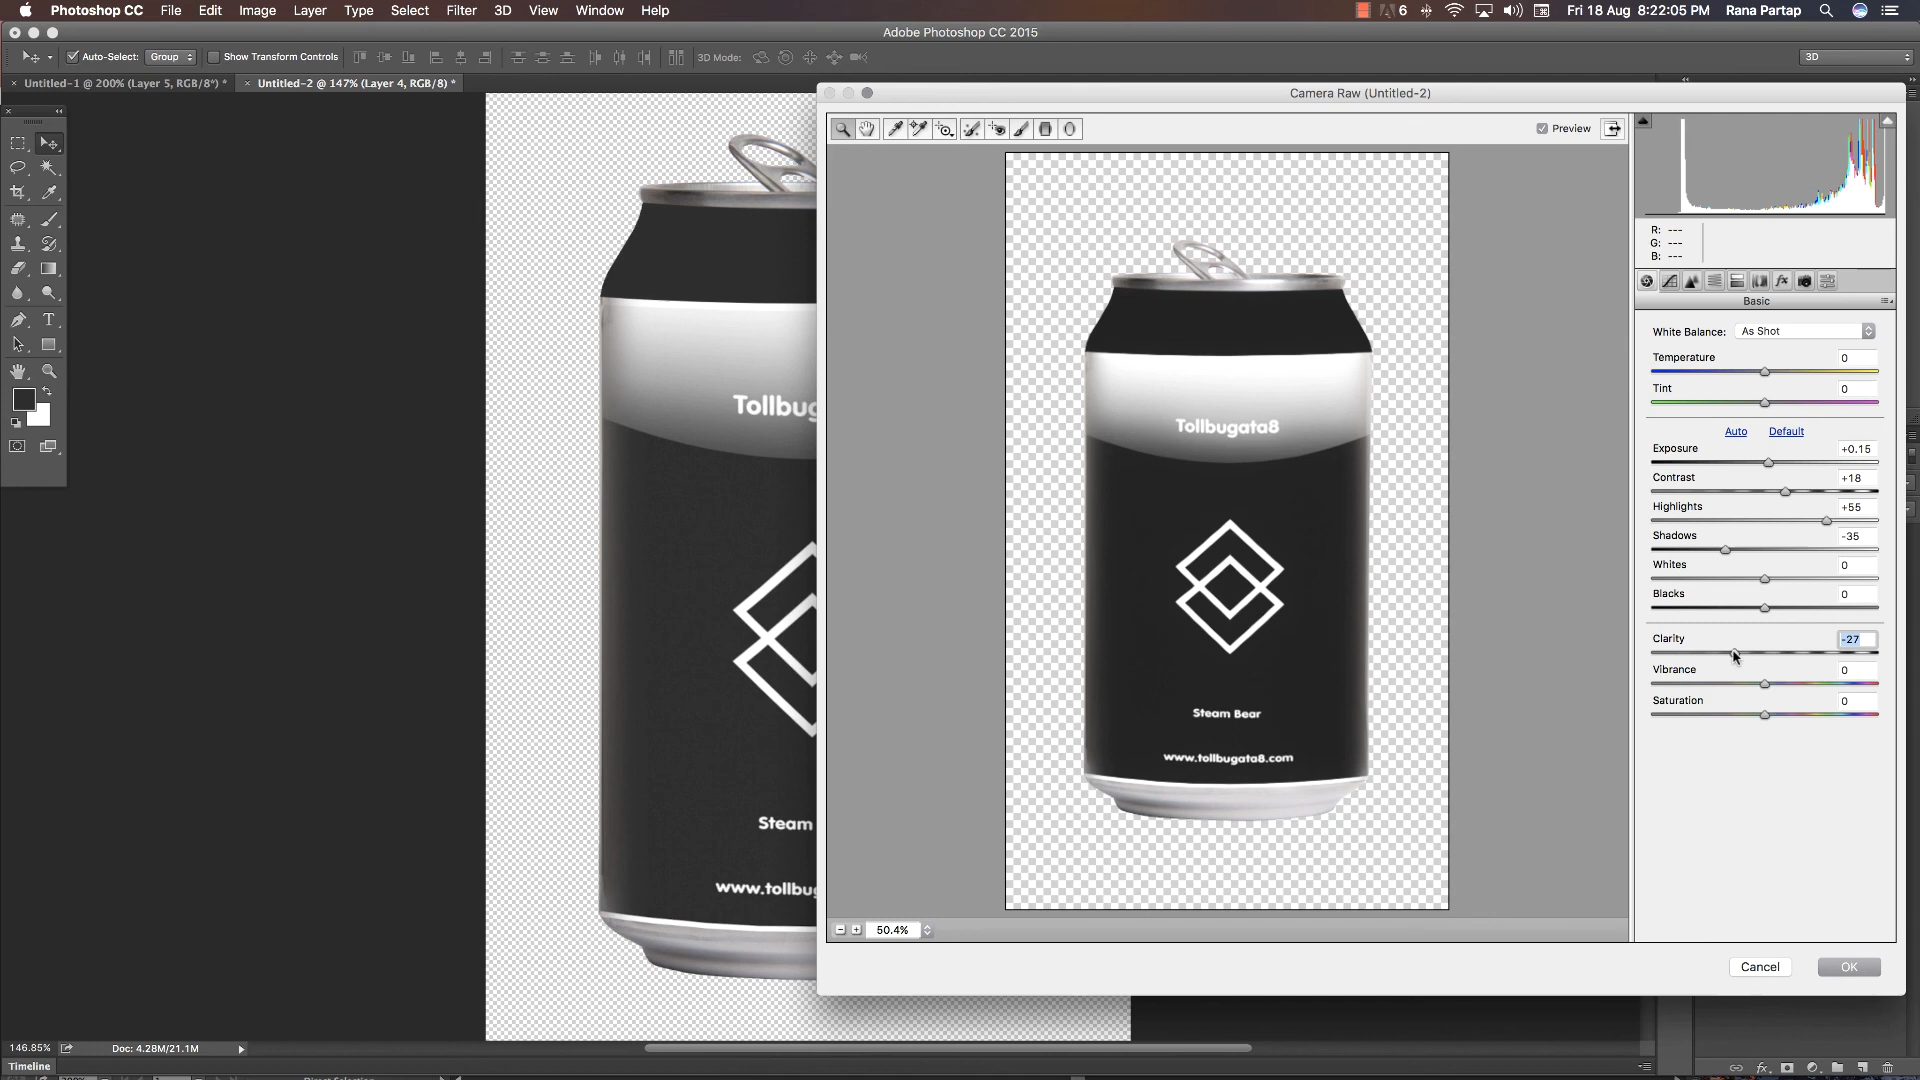 Photoshop CC File Edit Image Layer Type Select Filter 3D View Window Help 6 Fri 18 Aug 8:22:05 PM Rana Partap
Adobe Photoshop CC 2015
Auto-Select: Group Show Transform Controls 3D Mode: 3D
Untitled-1 @ 200% (Layer 5, RGB/8*) * Untitled-2 @ 147% (Layer 4, RGB/8) *
Camera Raw (Untitled-2)
Preview
R: ---
G: ---
B: ---
Basic
White Balance: As Shot
Temperature 0
Tint 0
Auto Default
Exposure +0.15
Contrast +18
Highlights +55
Shadows -35
Whites 0
Blacks 0
Clarity -27
Vibrance 0
Saturation 0
Tollbug
Steam
www.tollbug
Tollbugata8
Steam Bear
www.tollbugata8.com
50.4%
Cancel OK
146.85% Doc: 4.28M/21.1M
Timeline